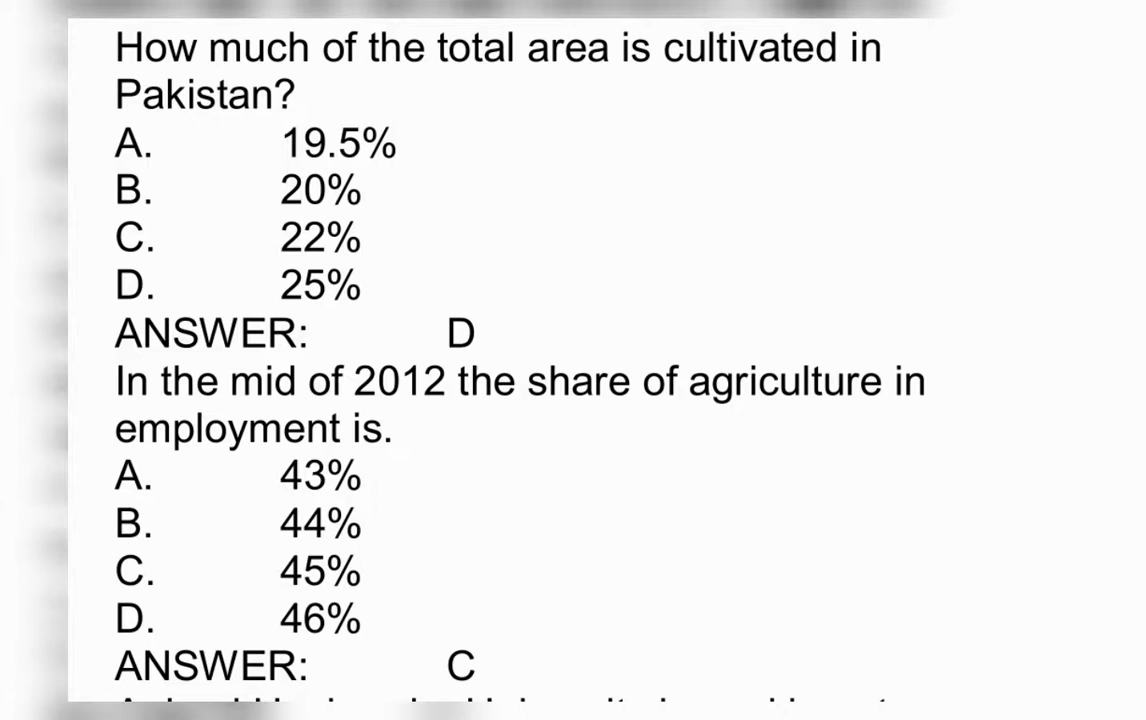 How much of the total area is cultivated in
Pakistan?
A. 19.5%
B. 20%
C. 22%
D. 25%
ANSWER: D
In the mid of 2012 the share of agriculture in
employment is.
A. 43%
B. 44%
C. 45%
D. 46%
ANSWER: C